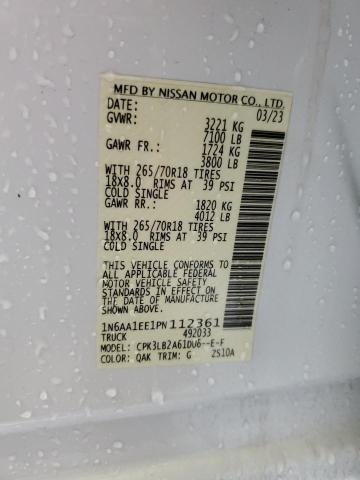 MFD BY NISSAN MOTOR CO., LTD.
DATE: 03/23
GVWR: 3221 KG
7100 LB
GAWR FR.: 1724 KG
3800 LB
WITH 265/70R18 TIRES
18x8.0 RIMS AT 39 PSI
COLD SINGLE
GAWR RR.: 1820 KG
4012 LB
WITH 265/70R18 TIRES
18x8.0 RIMS AT 39 PSI
COLD SINGLE
THIS VEHICLE CONFORMS TO
ALL APPLICABLE FEDERAL
MOTOR VEHICLE SAFETY
STANDARDS IN EFFECT ON
THE DATE OF MANUFACTURE
SHOWN ABOVE.
1N6AA1EE1PN112361
TRUCK 492033
MODEL: CPK3LB2A61DU6--E-F
COLOR: QAK TRIM: G ZS10A